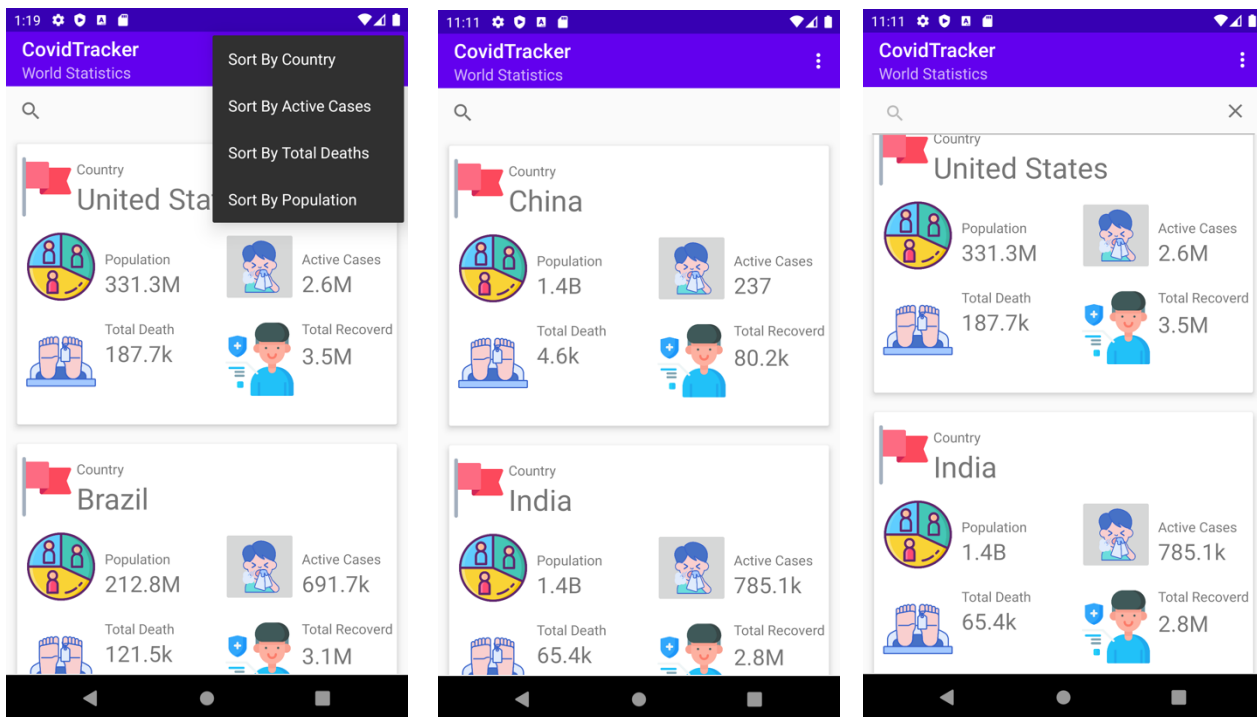 1:19
CovidTracker
World Statistics
Sort By Country
Sort By Active Cases
Sort By Total Deaths
Sort By Population
Country
United Sta
Population
331.3M
Active Cases
2.6M
Total Death
187.7k
Total Recoverd
3.5M
Country
Brazil
Population
212.8M
Active Cases
691.7k
Total Death
121.5k
Total Recoverd
3.1M
11:11
CovidTracker
World Statistics
Country
China
Population
1.4B
Active Cases
237
Total Death
4.6k
Total Recoverd
80.2k
Country
India
Population
1.4B
Active Cases
785.1k
Total Death
65.4k
Total Recoverd
2.8M
11:11
CovidTracker
World Statistics
Country
United States
Population
331.3M
Active Cases
2.6M
Total Death
187.7k
Total Recoverd
3.5M
Country
India
Population
1.4B
Active Cases
785.1k
Total Death
65.4k
Total Recoverd
2.8M